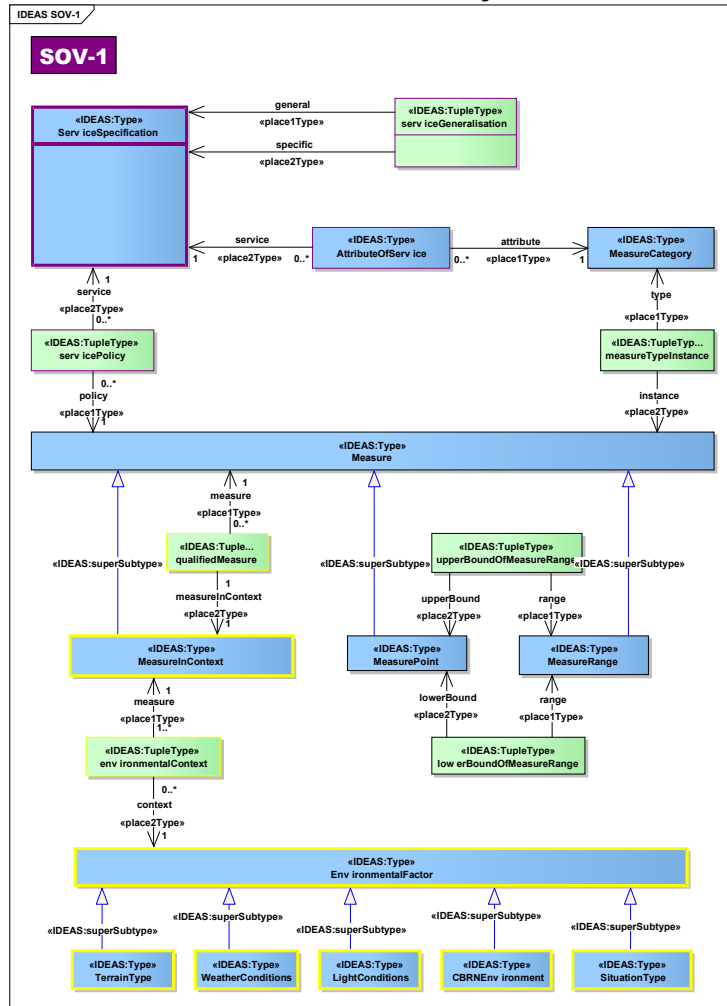 IDEAS SOV-1
SOV-1
«IDEAS:Type»
Serv iceSpecification
general
«place1Type»
«IDEAS:TupleType»
serv iceGeneralisation
specific
«place2Type»
service
1
«place2Type»
0..*
«IDEAS:Type»
AttributeOfServ ice
attribute
0..*
«place1Type»
1
«IDEAS:Type»
MeasureCategory
1
service
«place2Type»
0..*
type
«place1Type»
«IDEAS:TupleType»
serv icePolicy
«IDEAS:TupleTyp...
measureTypeInstance
0..*
policy
«place1Type»
1
instance
«place2Type»
«IDEAS:Type»
Measure
1
measure
«place1Type»
0..*
«IDEAS:superSubtype»
«IDEAS:Tuple...
qualifiedMeasure
«IDEAS:superSubtype»
«IDEAS:TupleType»
upperBoundOfMeasureRange
«IDEAS:superSubtype»
1
measureInContext
«place2Type»
1
upperBound
«place2Type»
range
«place1Type»
«IDEAS:Type»
MeasureInContext
«IDEAS:Type»
MeasurePoint
«IDEAS:Type»
MeasureRange
1
measure
«place1Type»
1..*
lowerBound
«place2Type»
range
«place1Type»
«IDEAS:TupleType»
env ironmentalContext
«IDEAS:TupleType»
low erBoundOfMeasureRange
0..*
context
«place2Type»
1
«IDEAS:Type»
Env ironmentalFactor
«IDEAS:superSubtype»
«IDEAS:superSubtype»
«IDEAS:superSubtype»
«IDEAS:superSubtype»
«IDEAS:superSubtype»
«IDEAS:Type»
TerrainType
«IDEAS:Type»
WeatherConditions
«IDEAS:Type»
LightConditions
«IDEAS:Type»
CBRNEnv ironment
«IDEAS:Type»
SituationType